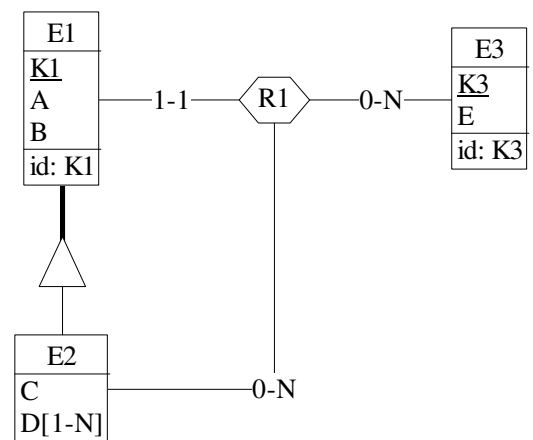 E1
K1
A
B
id: K1
1-1
R1
0-N
E3
K3
E
id: K3
E2
C
D[1-N]
0-N